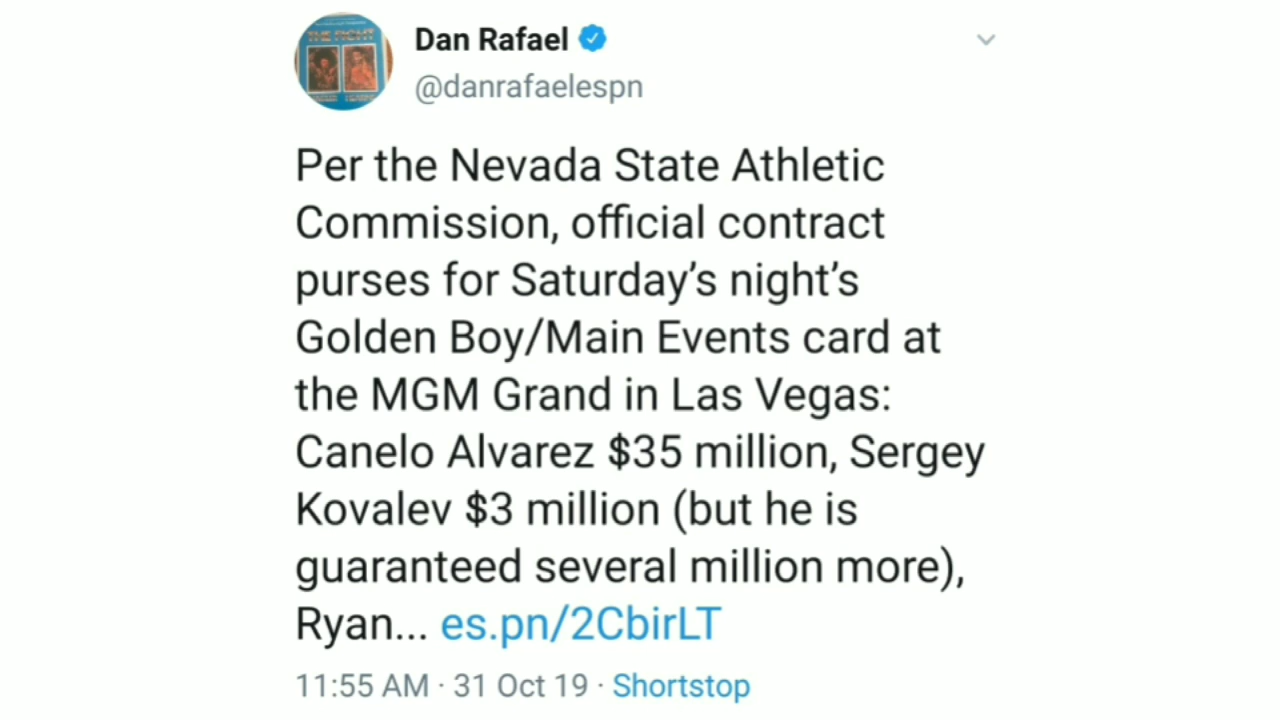 THE FIGHT
Dan Rafael
@danrafaelespn
Per the Nevada State Athletic
Commission, official contract
purses for Saturday’s night’s
Golden Boy/Main Events card at
the MGM Grand in Las Vegas:
Canelo Alvarez $35 million, Sergey
Kovalev $3 million (but he is
guaranteed several million more),
Ryan... es.pn/2CbirLT
11:55 AM · 31 Oct 19 · Shortstop